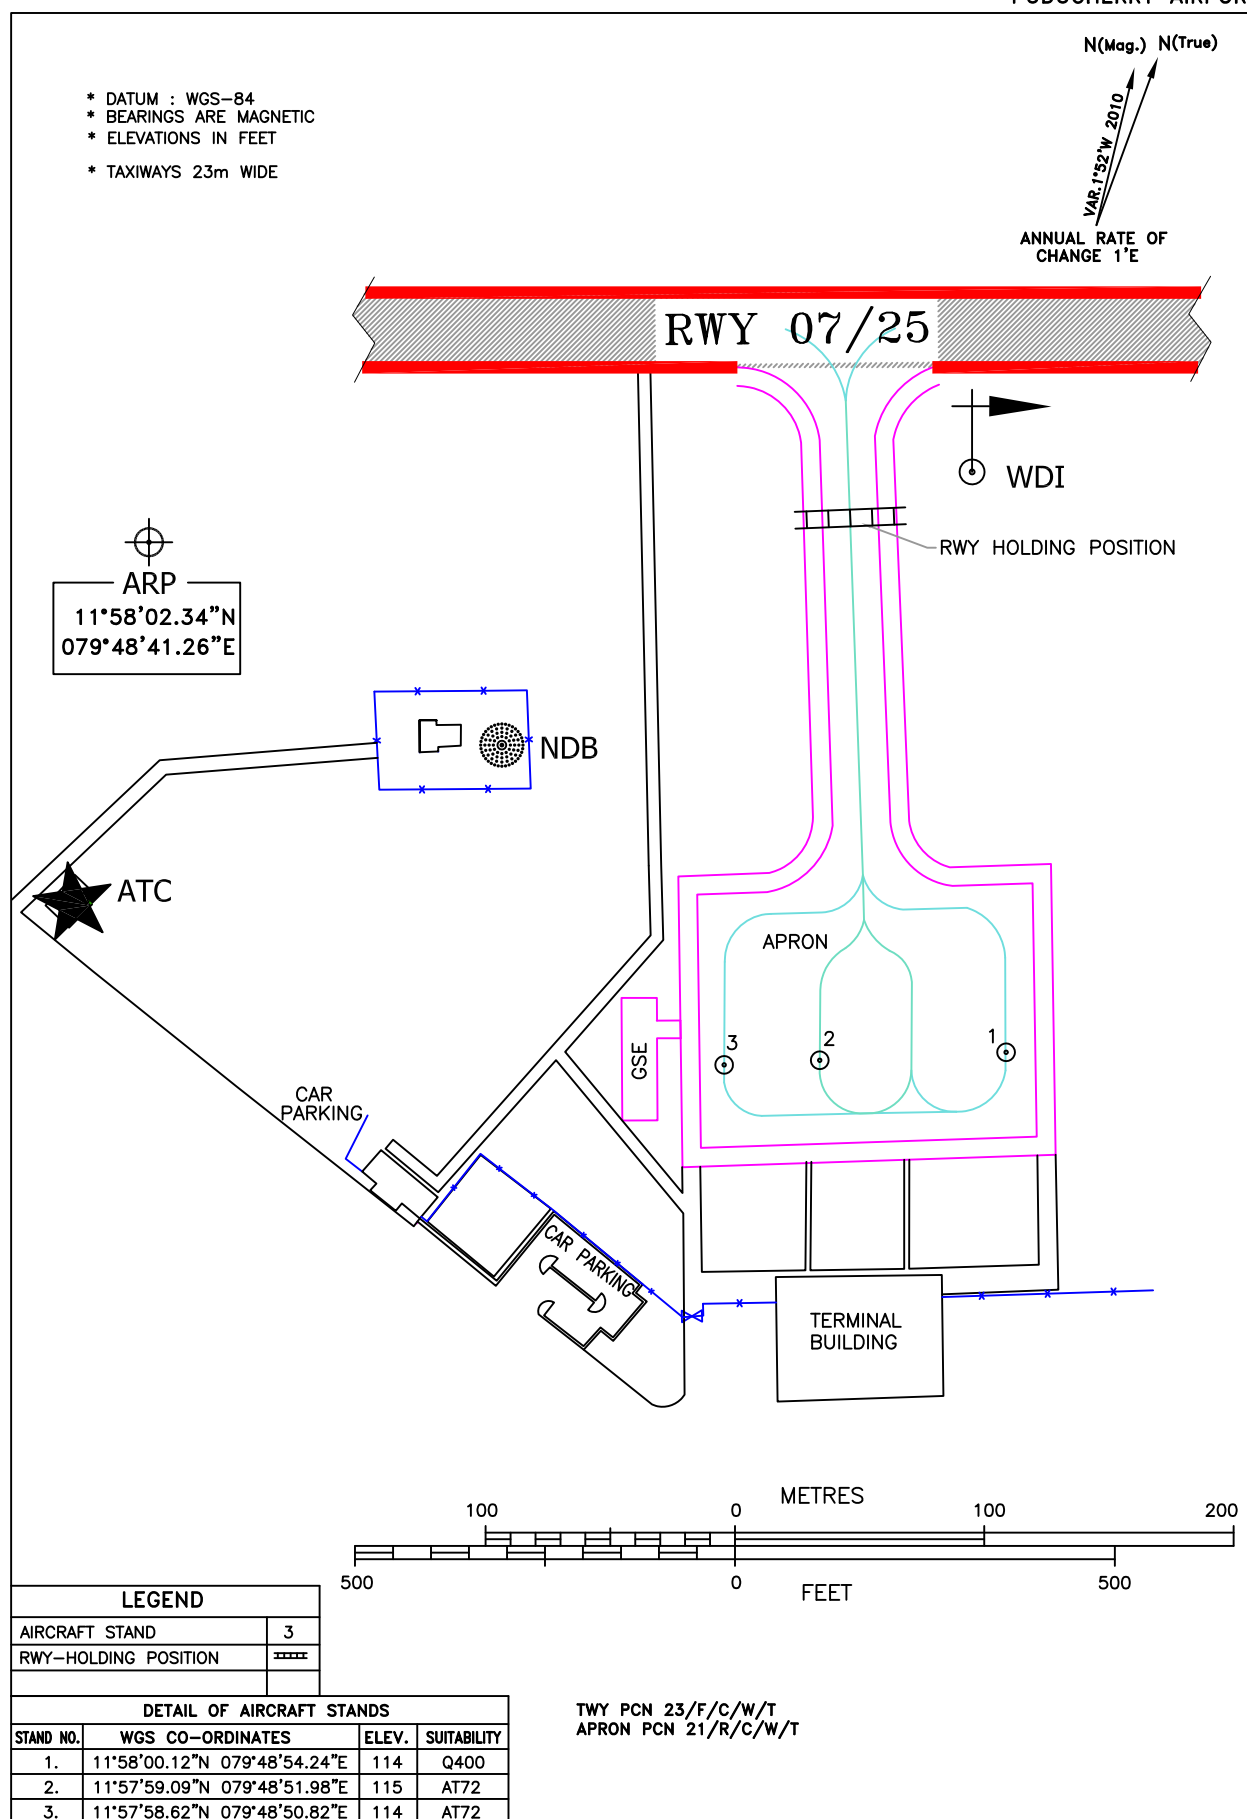 PUDUCHERRY AIRPOR
N(Mag.) N(True)
VAR.1°52'W 2010
ANNUAL RATE OF
CHANGE 1'E
* DATUM : WGS-84
* BEARINGS ARE MAGNETIC
* ELEVATIONS IN FEET
* TAXIWAYS 23m WIDE
RWY 07/25
WDI
RWY HOLDING POSITION
ARP
11°58'02.34"N
079°48'41.26"E
NDB
ATC
APRON
3
2
1
GSE
CAR
PARKING
CAR PARKING
TERMINAL
BUILDING
METRES
100 0 100 200
500 0 500
FEET
LEGEND
AIRCRAFT STAND 3
RWY-HOLDING POSITION
DETAIL OF AIRCRAFT STANDS
STAND NO. WGS CO-ORDINATES ELEV. SUITABILITY
1. 11°58'00.12"N 079°48'54.24"E 114 Q400
2. 11°57'59.09"N 079°48'51.98"E 115 AT72
3. 11°57'58.62"N 079°48'50.82"E 114 AT72
TWY PCN 23/F/C/W/T
APRON PCN 21/R/C/W/T